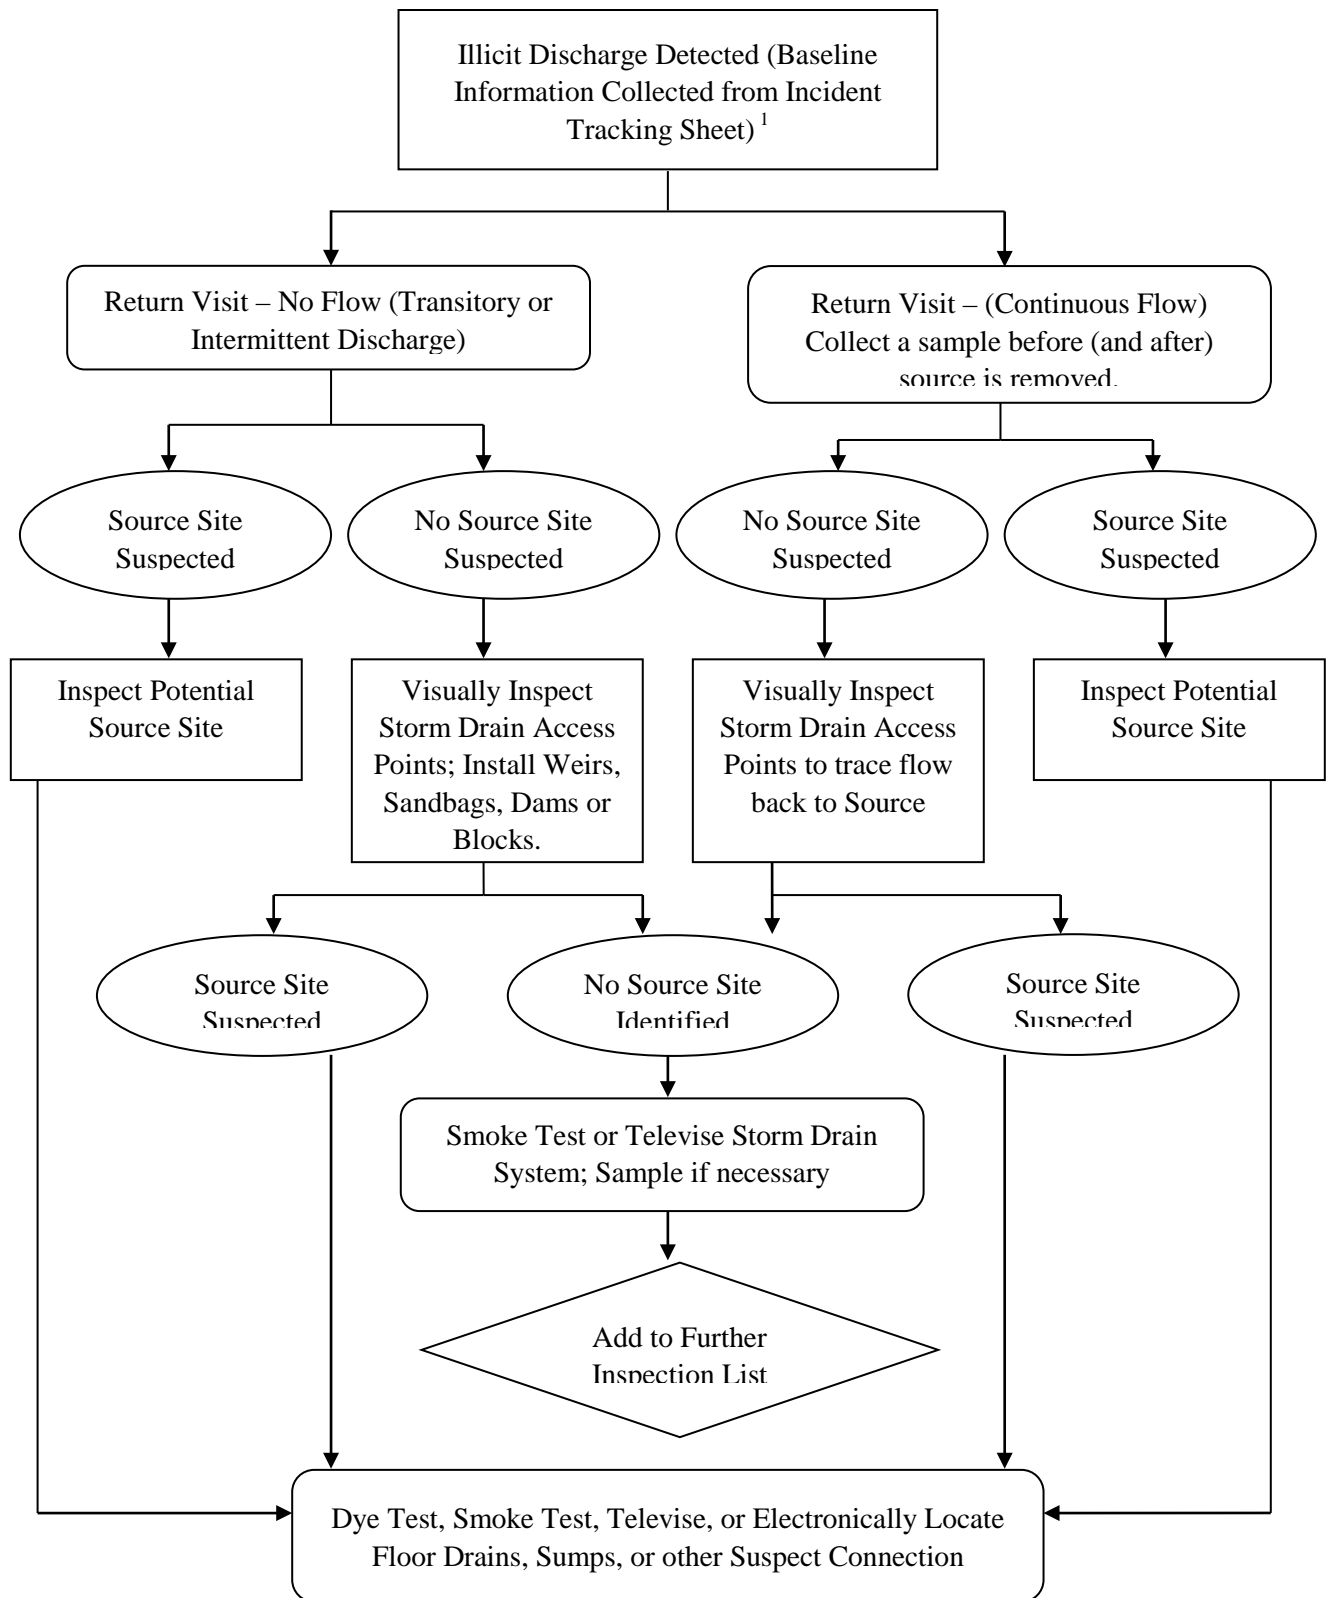 Illicit Discharge Detected (Baseline
Information Collected from Incident
Tracking Sheet) 1
Return Visit – No Flow (Transitory or
Intermittent Discharge)
Return Visit – (Continuous Flow)
Collect a sample before (and after)
source is removed.
Source Site
Suspected
No Source Site
Suspected
No Source Site
Suspected
Source Site
Suspected
Inspect Potential
Source Site
Visually Inspect
Storm Drain Access
Points; Install Weirs,
Sandbags, Dams or
Blocks.
Visually Inspect
Storm Drain Access
Points to trace flow
back to Source
Inspect Potential
Source Site
Source Site
Suspected
No Source Site
Identified
Source Site
Suspected
Smoke Test or Televise Storm Drain
System; Sample if necessary
Add to Further
Inspection List
Dye Test, Smoke Test, Televise, or Electronically Locate
Floor Drains, Sumps, or other Suspect Connection